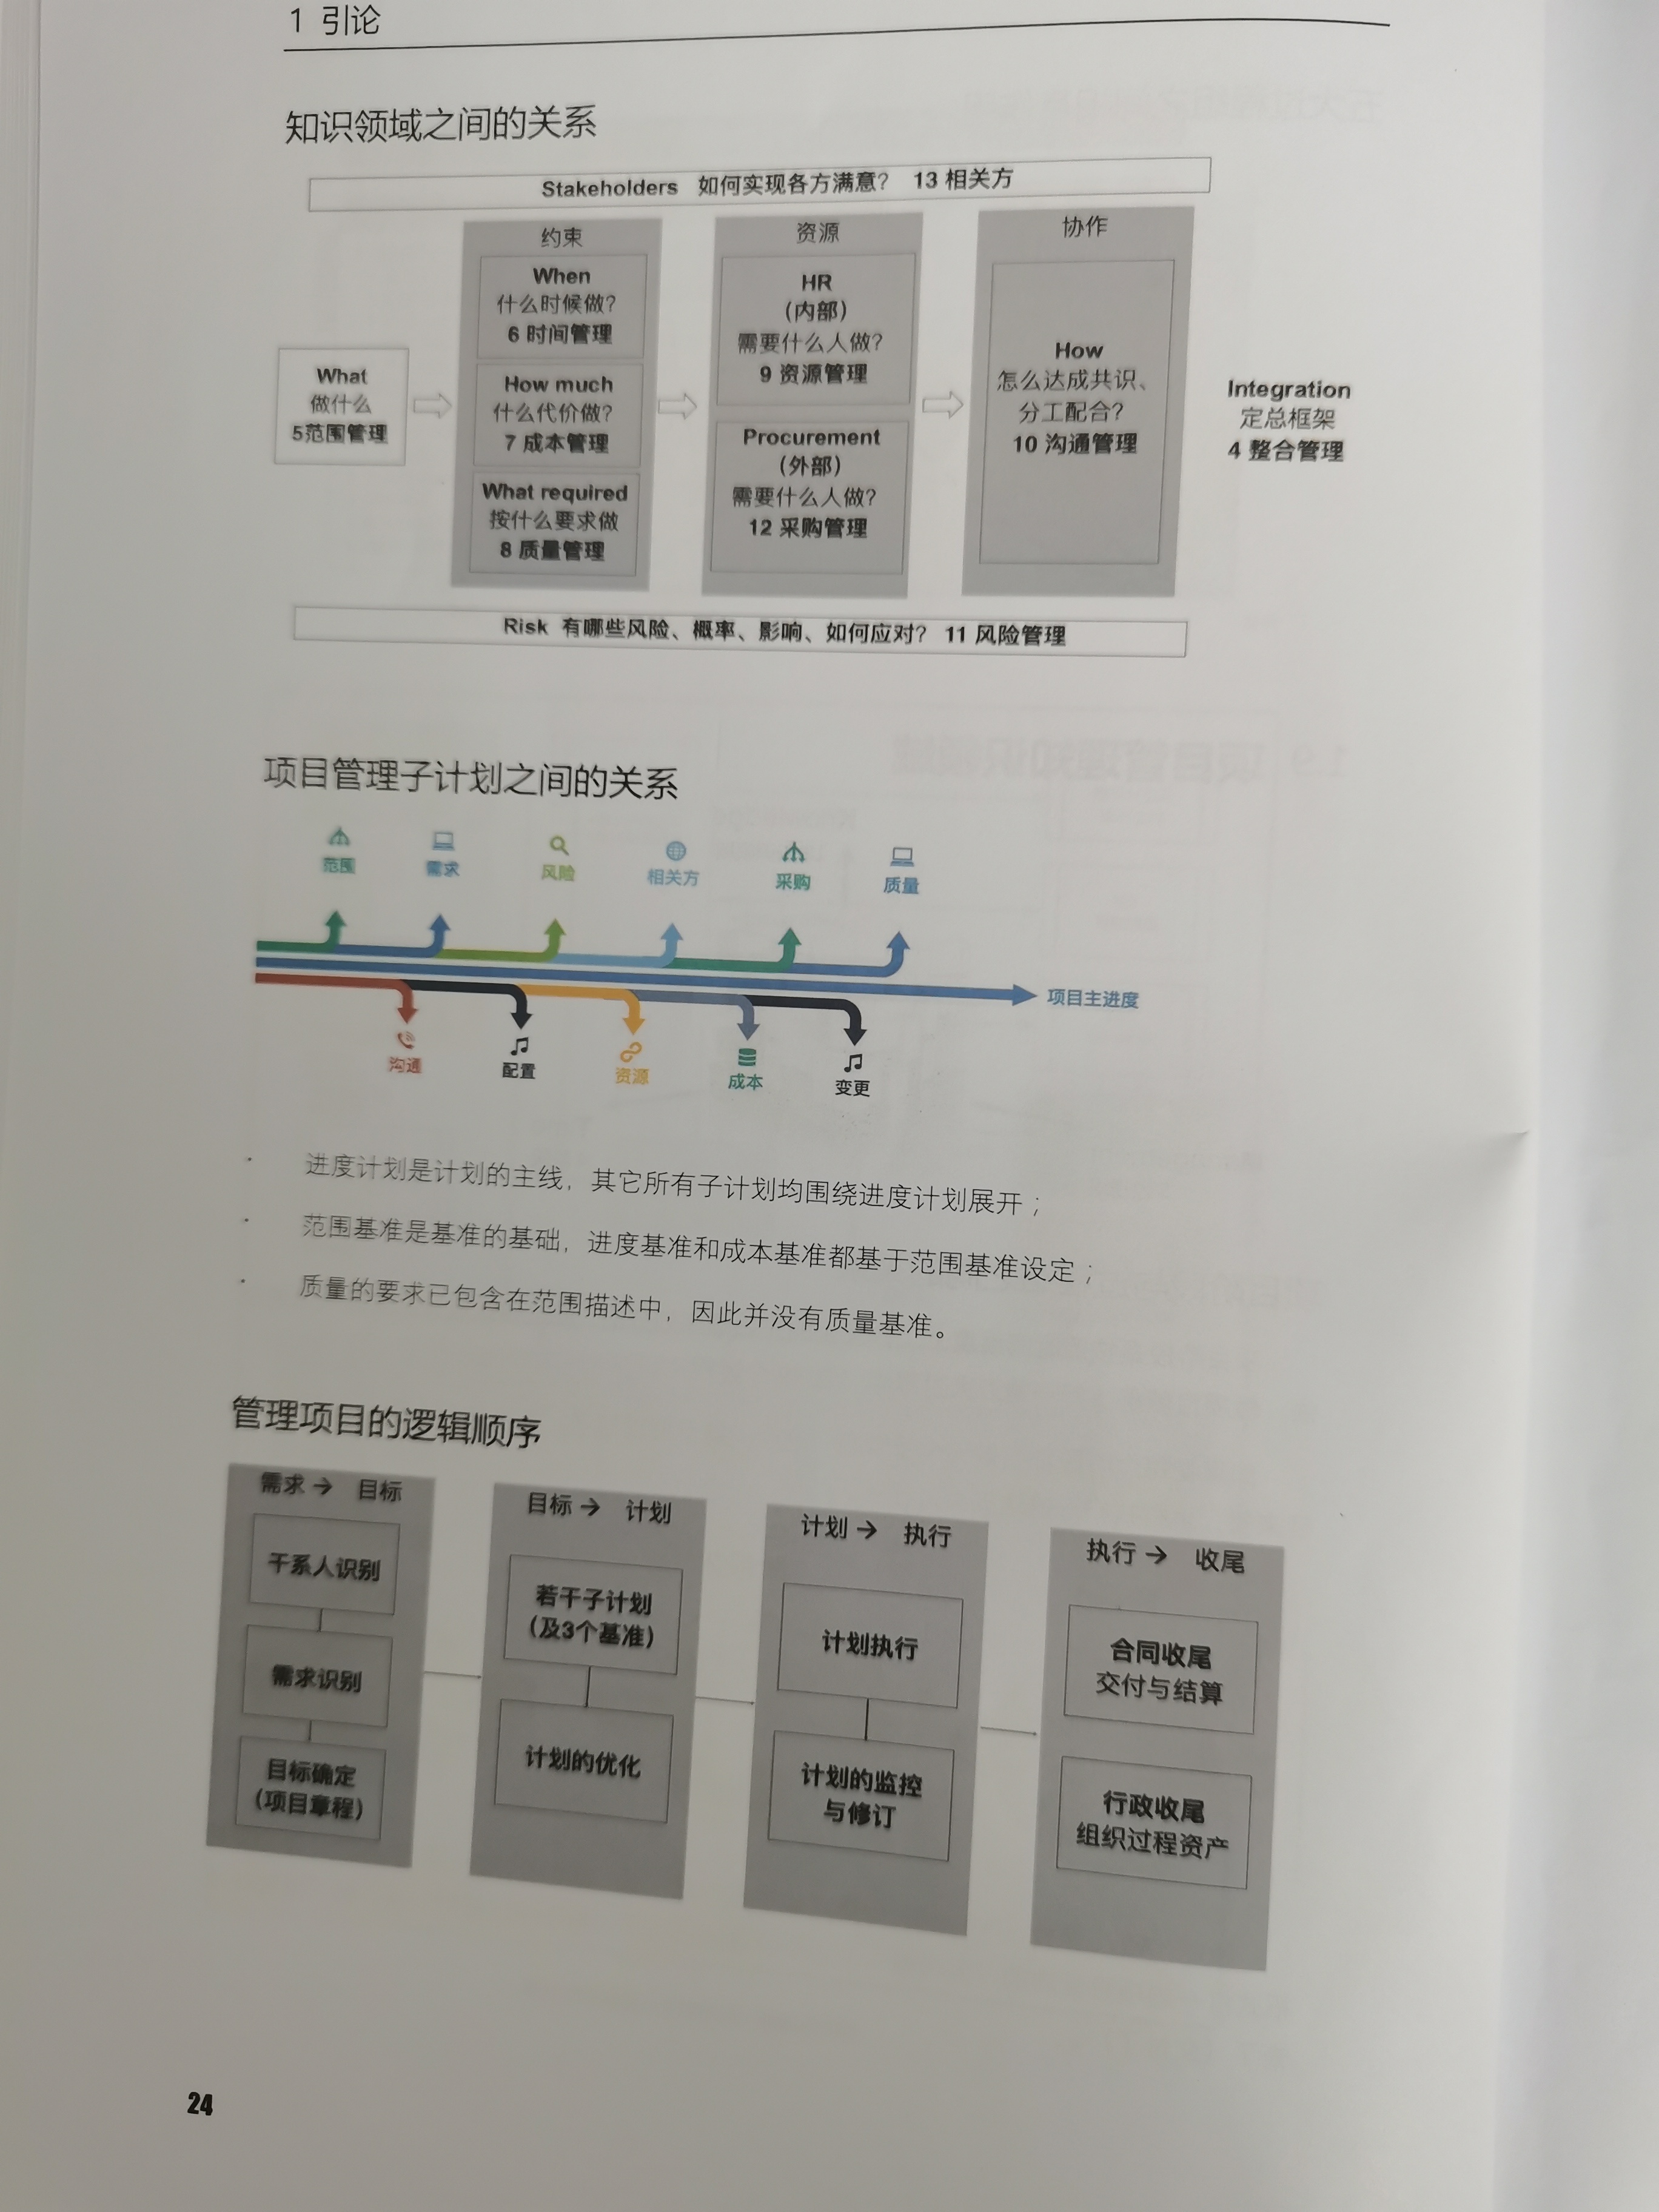 1 引论
知识领域之间的关系
Stakeholders 如何实现各方满意? 13 相关方
What
做什么
5范围管理
约束
When
什么时候做?
6 时间管理
How much
什么代价做?
7 成本管理
What required
按什么要求做
8 质量管理
资源
HR
(内部)
需要什么人做?
9 资源管理
Procurement
(外部)
需要什么人做?
12 采购管理
协作
How
怎么达成共识、
分工配合?
10 沟通管理
Integration
定总框架
4 整合管理
Risk 有哪些风险、概率、影响、如何应对? 11 风险管理
项目管理子计划之间的关系
范围 需求 风险 相关方 采购 质量
项目主进度
沟通 配置 资源 成本 变更
· 进度计划是计划的主线，其它所有子计划均围绕进度计划展开；
· 范围基准是基准的基础，进度基准和成本基准都基于范围基准设定；
· 质量的要求已包含在范围描述中，因此并没有质量基准。
管理项目的逻辑顺序
需求 → 目标
干系人识别
需求识别
目标确定
(项目章程)
目标 → 计划
若干子计划
(及3个基准)
计划的优化
计划 → 执行
计划执行
计划的监控
与修订
执行 → 收尾
合同收尾
交付与结算
行政收尾
组织过程资产
24